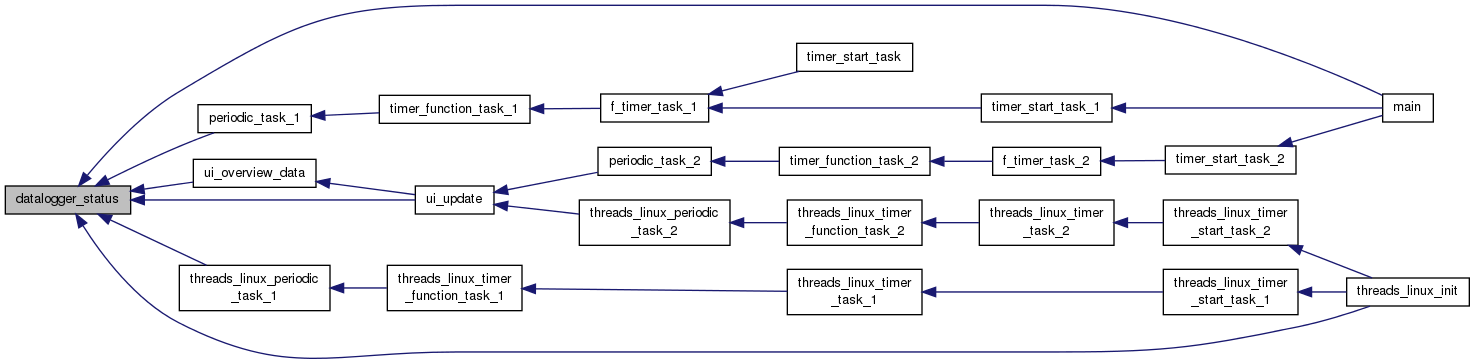 timer_start_task
main
f_timer_task_1
timer_start_task_1
timer_function_task_1
periodic_task_1
periodic_task_2
timer_function_task_2
f_timer_task_2
timer_start_task_2
ui_overview_data
datalogger_status
ui_update
threads_linux_periodic
_task_2
threads_linux_timer
_function_task_2
threads_linux_timer
_task_2
threads_linux_timer
_start_task_2
threads_linux_periodic
_task_1
threads_linux_timer
_function_task_1
threads_linux_timer
_task_1
threads_linux_timer
_start_task_1
threads_linux_init